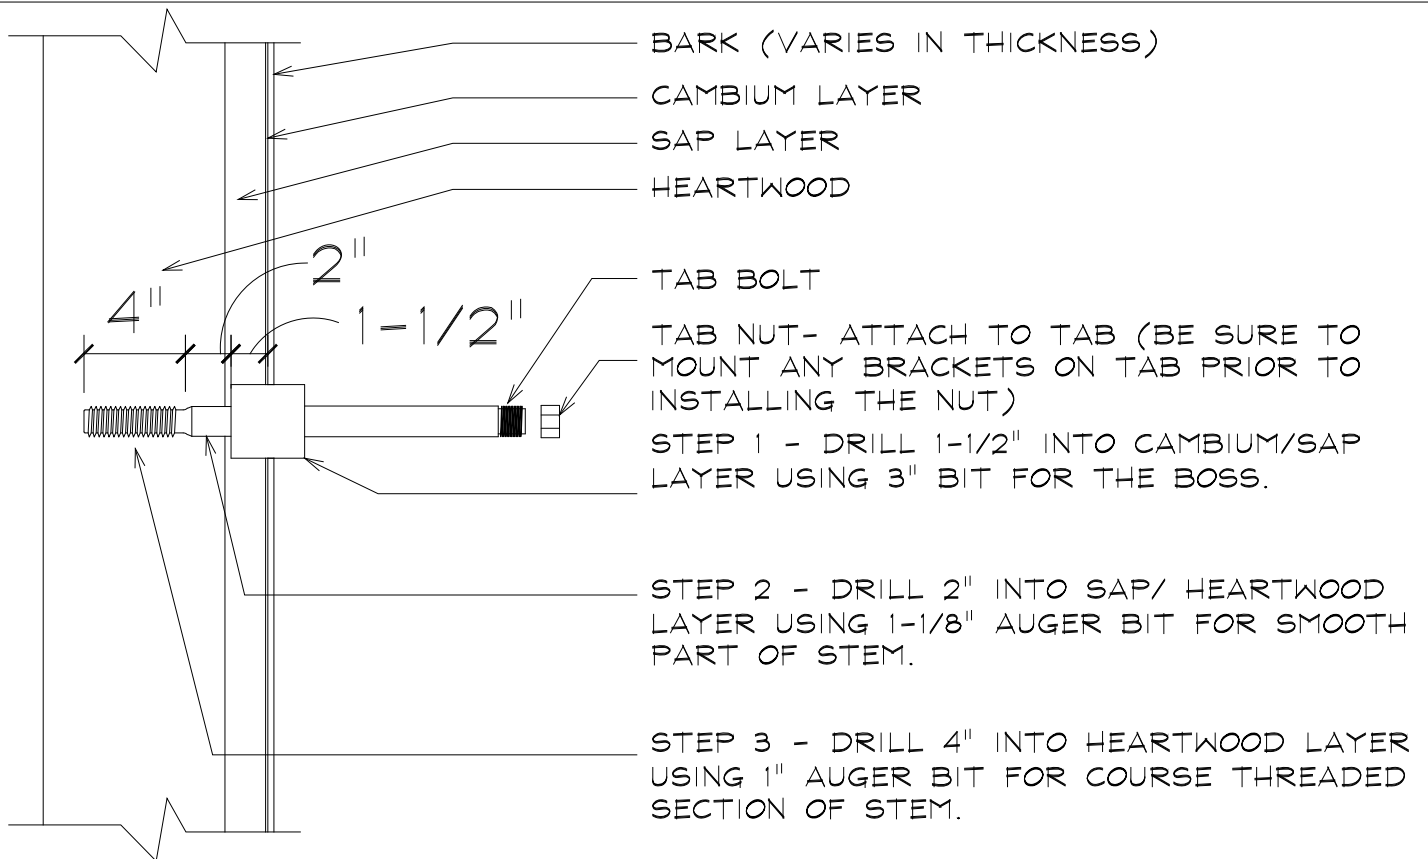 BARK (VARIES IN THICKNESS)
CAMBIUM LAYER
SAP LAYER
HEARTWOOD
2"
4"
1-1/2"
TAB BOLT
TAB NUT- ATTACH TO TAB (BE SURE TO
MOUNT ANY BRACKETS ON TAB PRIOR TO
INSTALLING THE NUT)
STEP 1 - DRILL 1-1/2" INTO CAMBIUM/SAP
LAYER USING 3" BIT FOR THE BOSS.
STEP 2 - DRILL 2" INTO SAP/ HEARTWOOD
LAYER USING 1-1/8" AUGER BIT FOR SMOOTH
PART OF STEM.
STEP 3 - DRILL 4" INTO HEARTWOOD LAYER
USING 1" AUGER BIT FOR COURSE THREADED
SECTION OF STEM.